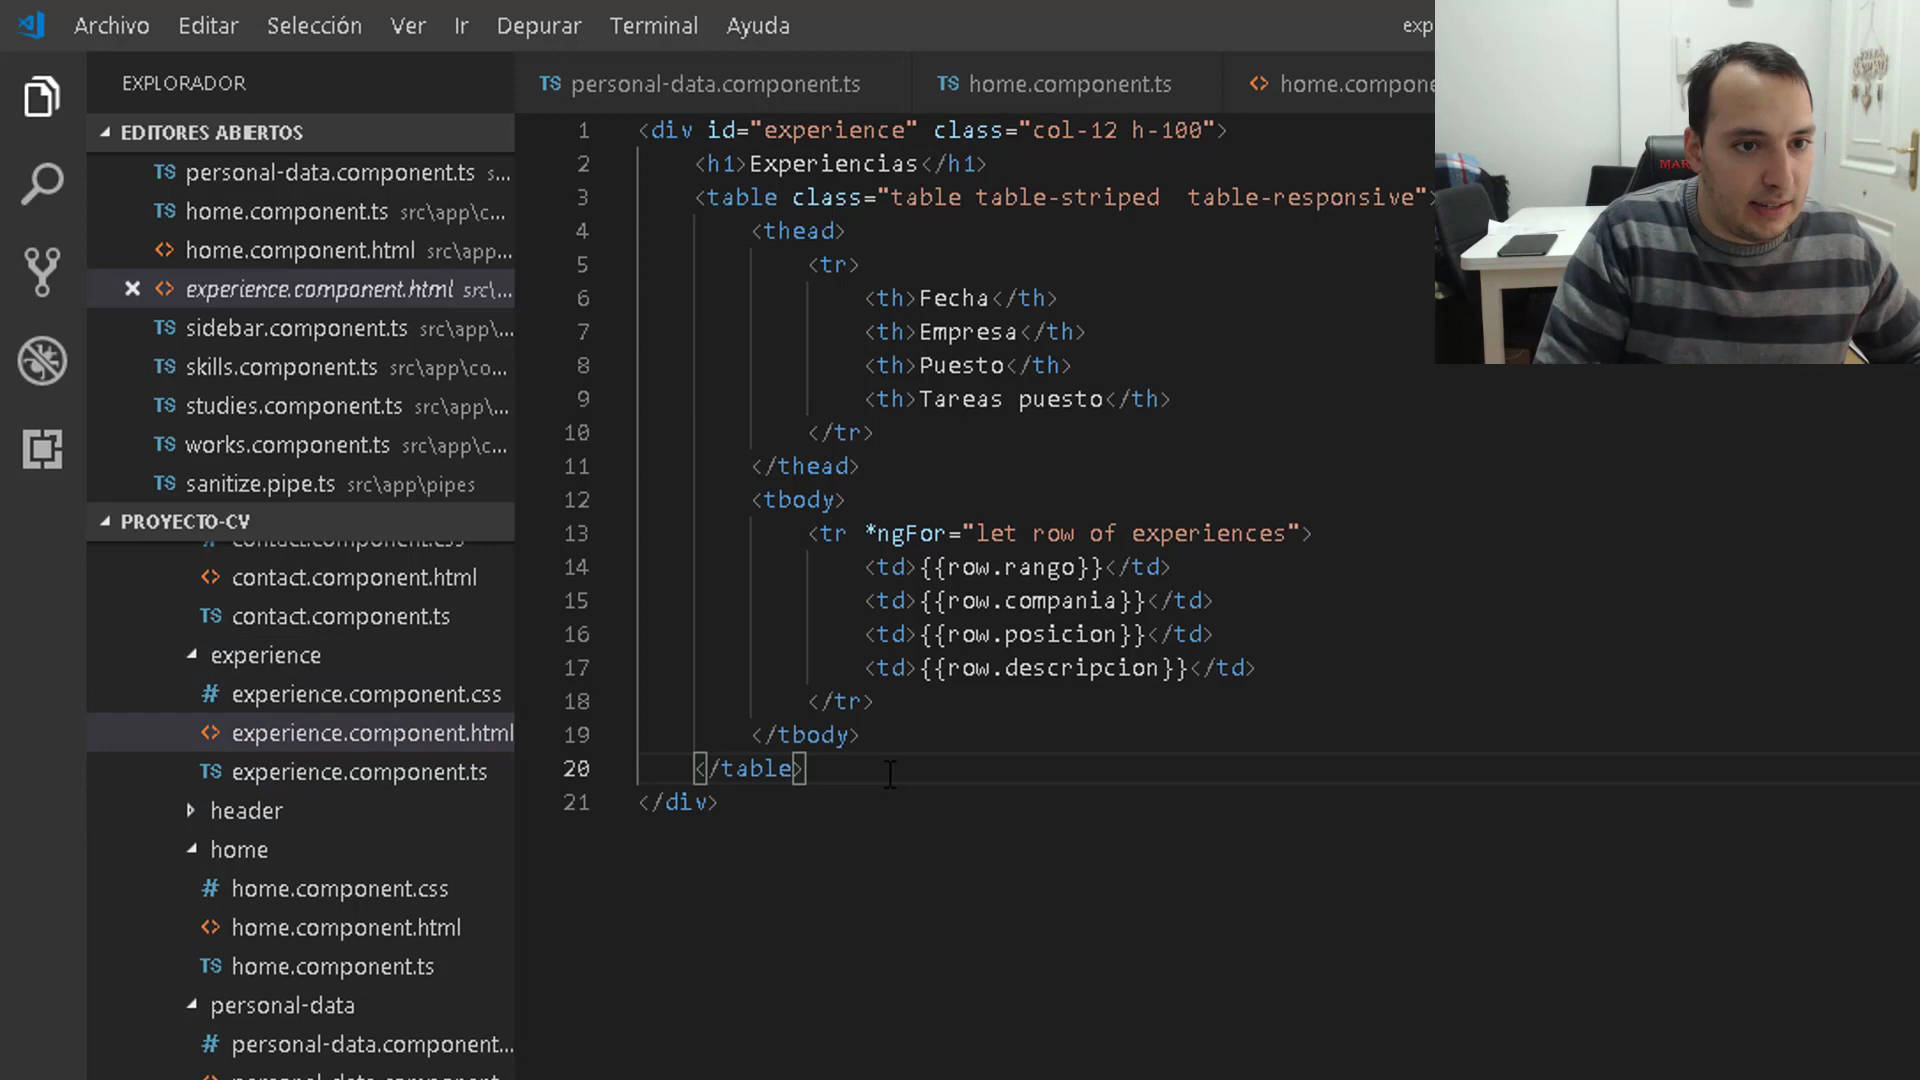 Archivo Editar Selección Ver Ir Depurar Terminal Ayuda exp
EXPLORADOR
EDITORES ABIERTOS
TS personal-data.component.ts s...
TS home.component.ts src\app\c...
<> home.component.html src\app...
<> experience.component.html src\...
TS sidebar.component.ts src\app\...
TS skills.component.ts src\app\co...
TS studies.component.ts src\app\...
TS works.component.ts src\app\c...
TS sanitize.pipe.ts src\app\pipes
PROYECTO-CV
# contact.component.css
<> contact.component.html
TS contact.component.ts
experience
# experience.component.css
<> experience.component.html
TS experience.component.ts
header
home
# home.component.css
<> home.component.html
TS home.component.ts
personal-data
# personal-data.component...
TS personal-data.component.ts TS home.component.ts <> home.compone
1 <div id="experience" class="col-12 h-100">
2 <h1>Experiencias</h1>
3 <table class="table table-striped  table-responsive">
4 <thead>
5 <tr>
6 <th>Fecha</th>
7 <th>Empresa</th>
8 <th>Puesto</th>
9 <th>Tareas puesto</th>
10 </tr>
11 </thead>
12 <tbody>
13 <tr *ngFor="let row of experiences">
14 <td>{{row.rango}}</td>
15 <td>{{row.compania}}</td>
16 <td>{{row.posicion}}</td>
17 <td>{{row.descripcion}}</td>
18 </tr>
19 </tbody>
20 </table>
21 </div>
MAR